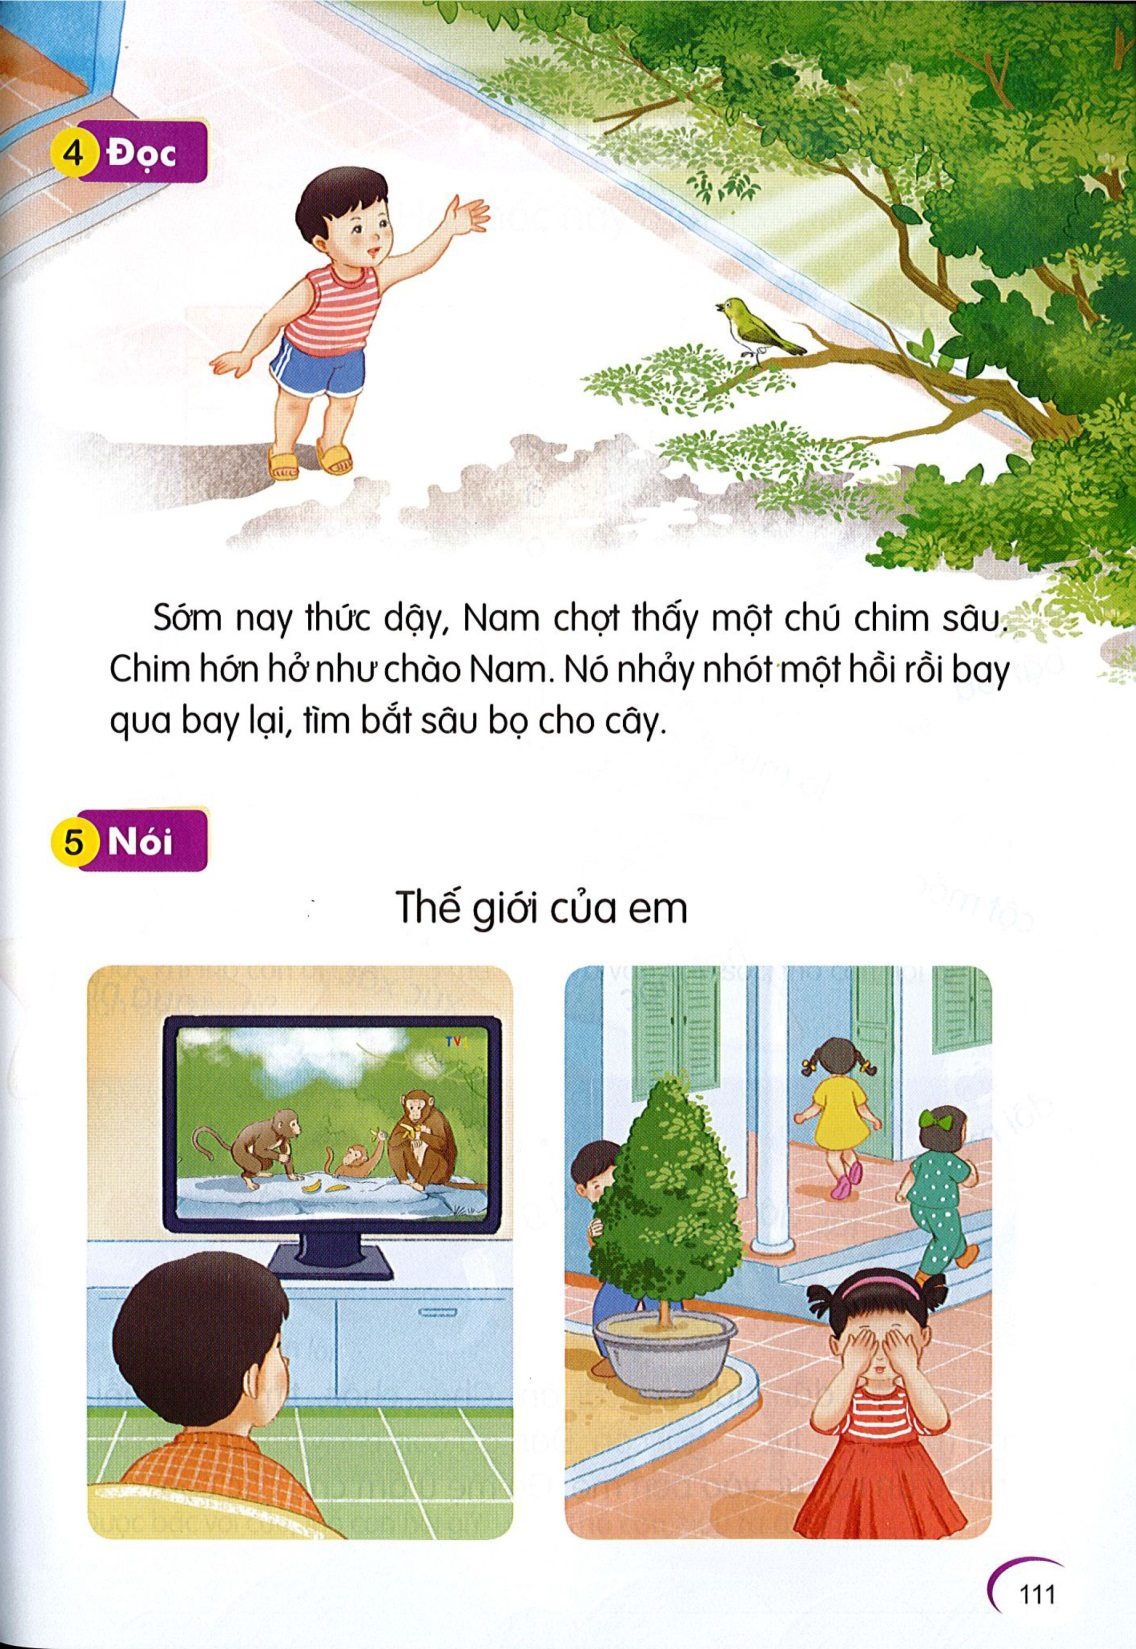 4 Đọc
Sớm nay thức dậy, Nam chợt thấy một chú chim sâu.
Chim hớn hở như chào Nam. Nó nhảy nhót một hồi rồi bay
qua bay lại, tìm bắt sâu bọ cho cây.
5 Nói
Thế giới của em
TV
111